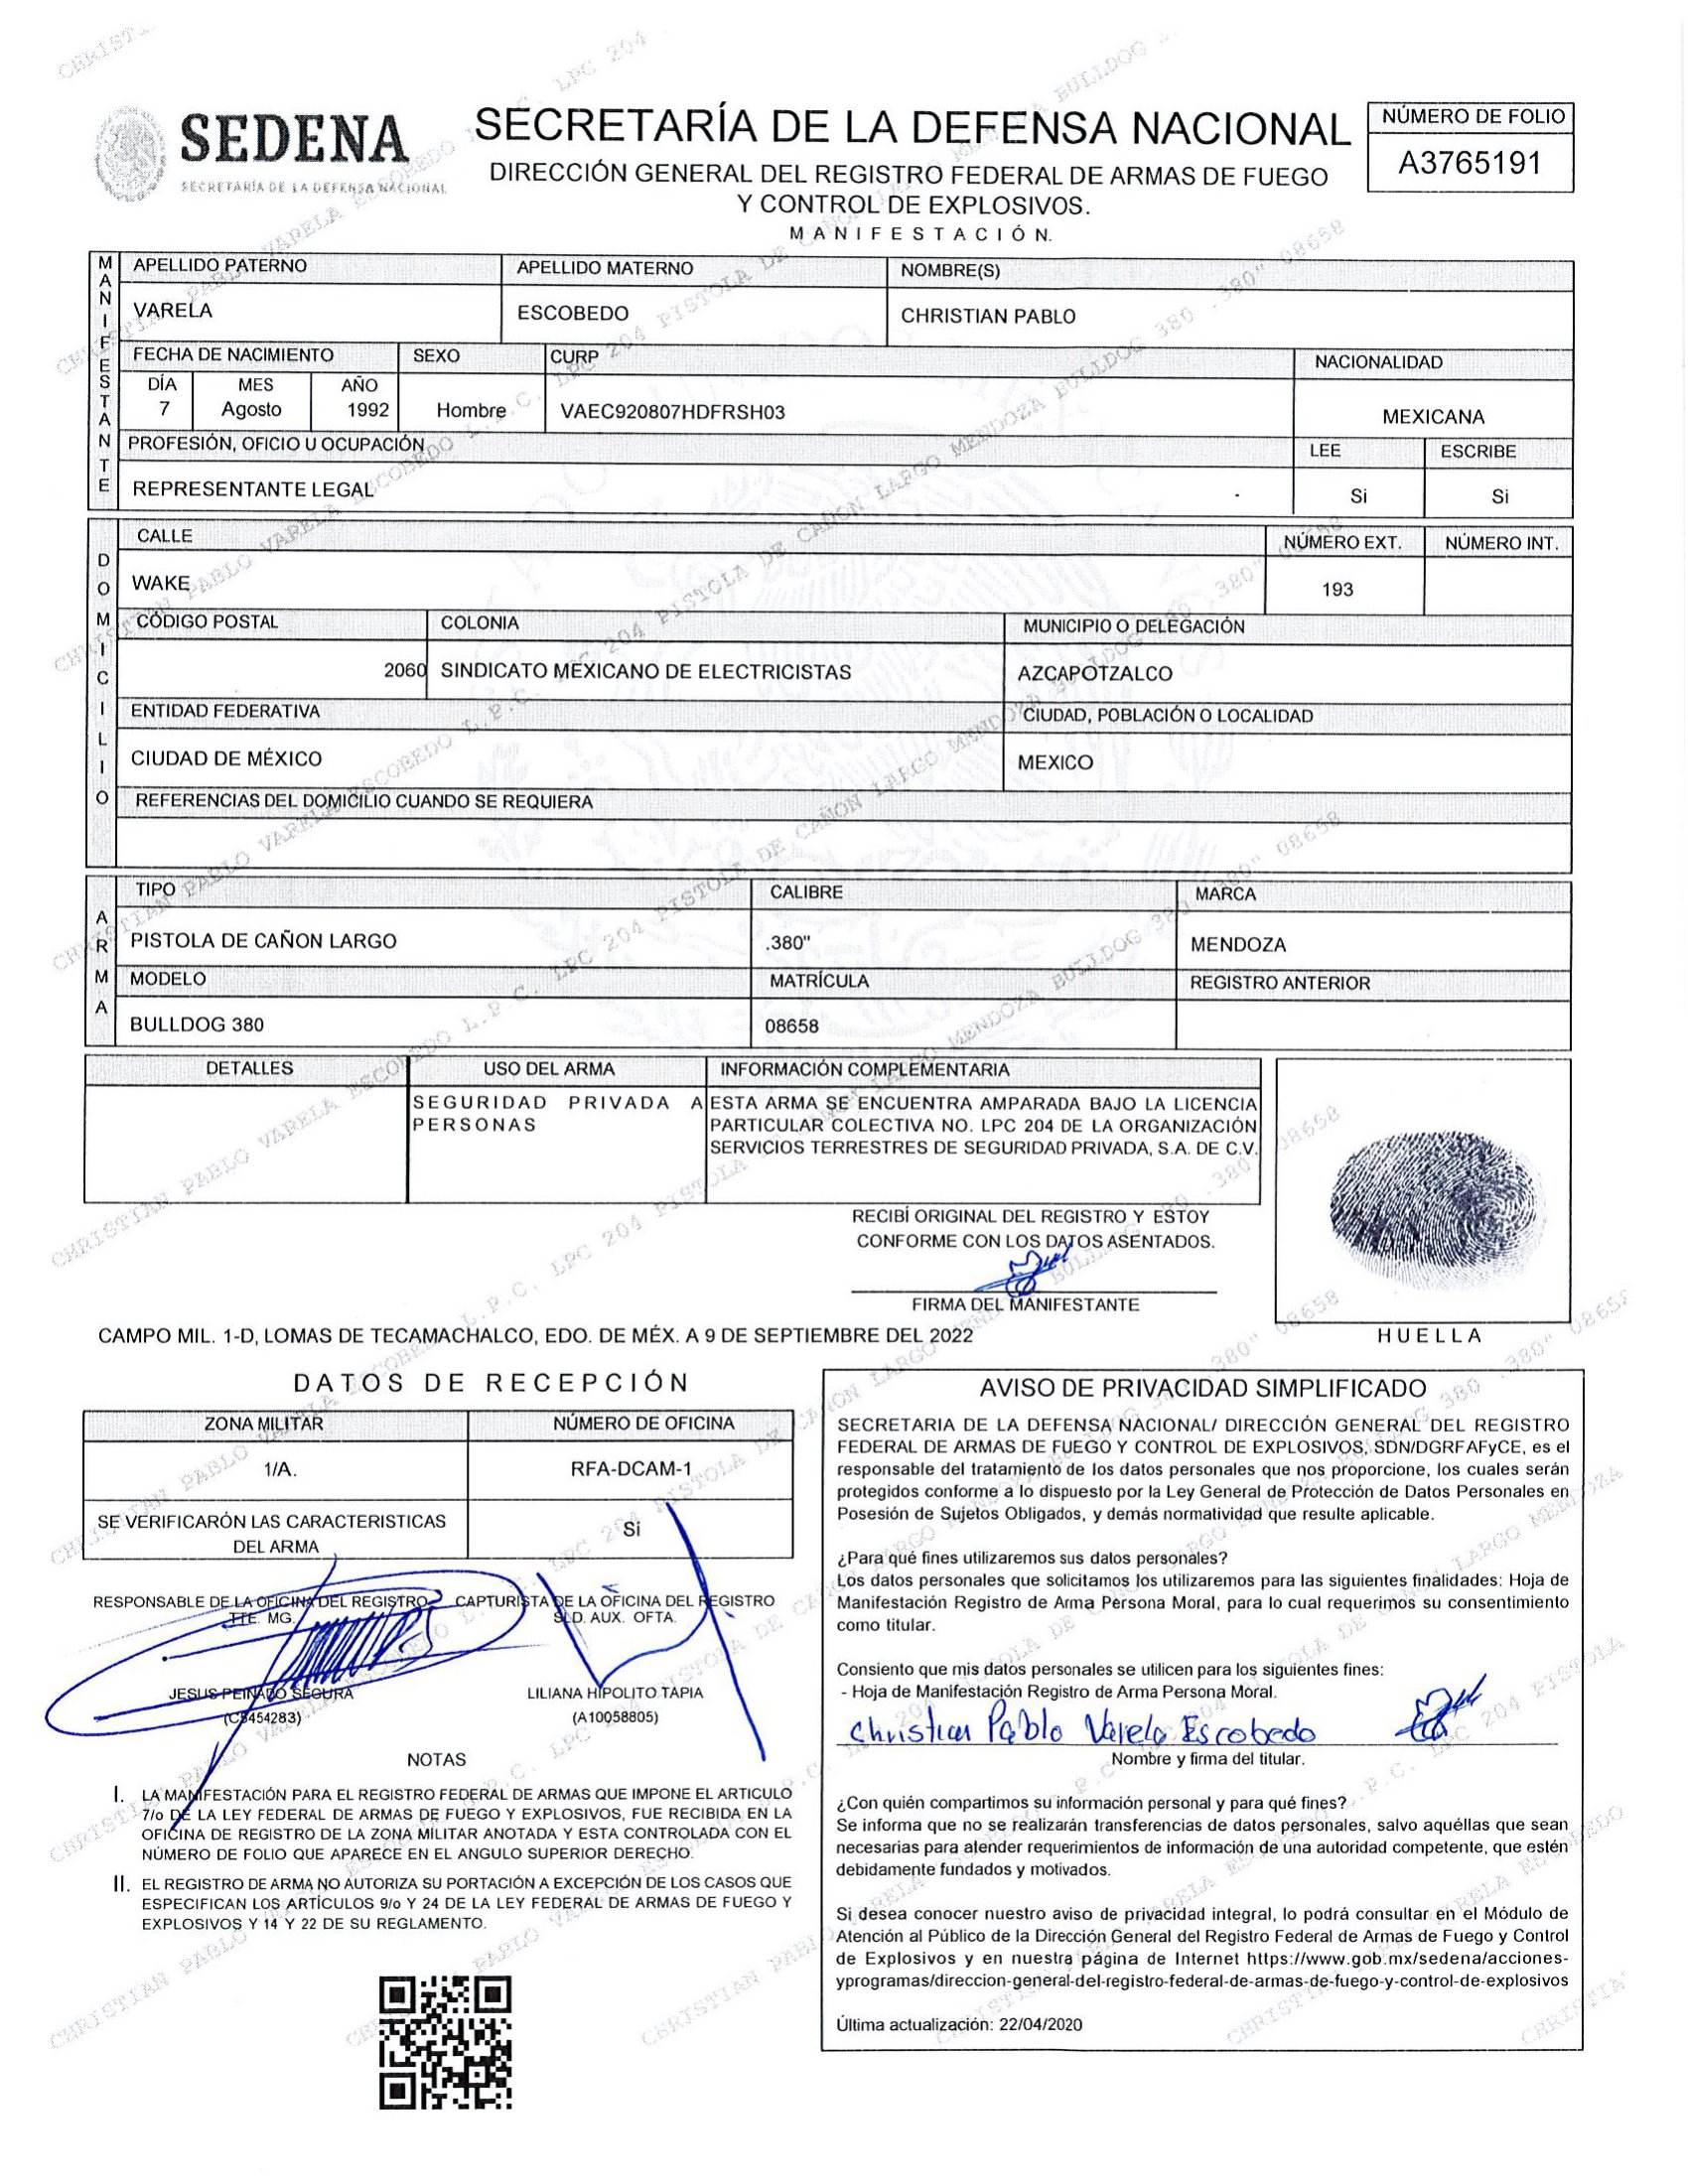 SEDENA
SECRETARÍA DE LA DEFENSA NACIONAL
SECRETARÍA DE LA DEFENSA NACIONAL
DIRECCIÓN GENERAL DEL REGISTRO FEDERAL DE ARMAS DE FUEGO
Y CONTROL DE EXPLOSIVOS.
MANIFESTACIÓN.
NÚMERO DE FOLIO
A3765191
MANIFESTANTE
APELLIDO PATERNO APELLIDO MATERNO NOMBRE(S)
VARELA ESCOBEDO CHRISTIAN PABLO
FECHA DE NACIMIENTO SEXO CURP NACIONALIDAD
DÍA MES AÑO
7 Agosto 1992 Hombre VAEC920807HDFRSH03 MEXICANA
PROFESIÓN, OFICIO U OCUPACIÓN LEE ESCRIBE
REPRESENTANTE LEGAL Si Si
DOMICILIO
CALLE NÚMERO EXT. NÚMERO INT.
WAKE 193
CÓDIGO POSTAL COLONIA MUNICIPIO O DELEGACIÓN
2060 SINDICATO MEXICANO DE ELECTRICISTAS AZCAPOTZALCO
ENTIDAD FEDERATIVA CIUDAD, POBLACIÓN O LOCALIDAD
CIUDAD DE MÉXICO MEXICO
REFERENCIAS DEL DOMICILIO CUANDO SE REQUIERA
ARMA
TIPO CALIBRE MARCA
PISTOLA DE CAÑON LARGO .380" MENDOZA
MODELO MATRÍCULA REGISTRO ANTERIOR
BULLDOG 380 08658
DETALLES USO DEL ARMA INFORMACIÓN COMPLEMENTARIA
SEGURIDAD PRIVADA A
PERSONAS
ESTA ARMA SE ENCUENTRA AMPARADA BAJO LA LICENCIA
PARTICULAR COLECTIVA NO. LPC 204 DE LA ORGANIZACIÓN
SERVICIOS TERRESTRES DE SEGURIDAD PRIVADA, S.A. DE C.V.
RECIBÍ ORIGINAL DEL REGISTRO Y ESTOY
CONFORME CON LOS DATOS ASENTADOS.
FIRMA DEL MANIFESTANTE
HUELLA
CAMPO MIL. 1-D, LOMAS DE TECAMACHALCO, EDO. DE MÉX. A 9 DE SEPTIEMBRE DEL 2022
DATOS DE RECEPCIÓN
ZONA MILITAR NÚMERO DE OFICINA
1/A. RFA-DCAM-1
SE VERIFICARÓN LAS CARACTERISTICAS
DEL ARMA
Si
RESPONSABLE DE LA OFICINA DEL REGISTRO
TTE. MG.
JESUS PEINADO SEGURA
(C5454283)
CAPTURISTA DE LA OFICINA DEL REGISTRO
SLD. AUX. OFTA.
LILIANA HIPOLITO TAPIA
(A10058805)
NOTAS
I. LA MANIFESTACIÓN PARA EL REGISTRO FEDERAL DE ARMAS QUE IMPONE EL ARTICULO
7/o DE LA LEY FEDERAL DE ARMAS DE FUEGO Y EXPLOSIVOS, FUE RECIBIDA EN LA
OFICINA DE REGISTRO DE LA ZONA MILITAR ANOTADA Y ESTA CONTROLADA CON EL
NÚMERO DE FOLIO QUE APARECE EN EL ANGULO SUPERIOR DERECHO.
II. EL REGISTRO DE ARMA NO AUTORIZA SU PORTACIÓN A EXCEPCIÓN DE LOS CASOS QUE
ESPECIFICAN LOS ARTÍCULOS 9/o Y 24 DE LA LEY FEDERAL DE ARMAS DE FUEGO Y
EXPLOSIVOS Y 14 Y 22 DE SU REGLAMENTO.
AVISO DE PRIVACIDAD SIMPLIFICADO
SECRETARIA DE LA DEFENSA NACIONAL/ DIRECCIÓN GENERAL DEL REGISTRO
FEDERAL DE ARMAS DE FUEGO Y CONTROL DE EXPLOSIVOS, SDN/DGRFAFyCE, es el
responsable del tratamiento de los datos personales que nos proporcione, los cuales serán
protegidos conforme a lo dispuesto por la Ley General de Protección de Datos Personales en
Posesión de Sujetos Obligados, y demás normatividad que resulte aplicable.
¿Para qué fines utilizaremos sus datos personales?
Los datos personales que solicitamos los utilizaremos para las siguientes finalidades: Hoja de
Manifestación Registro de Arma Persona Moral, para lo cual requerimos su consentimiento
como titular.
Consiento que mis datos personales se utilicen para los siguientes fines:
- Hoja de Manifestación Registro de Arma Persona Moral.
Christian Pablo Varela Escobedo
Nombre y firma del titular.
¿Con quién compartimos su información personal y para qué fines?
Se informa que no se realizarán transferencias de datos personales, salvo aquéllas que sean
necesarias para atender requerimientos de información de una autoridad competente, que estén
debidamente fundados y motivados.
Si desea conocer nuestro aviso de privacidad integral, lo podrá consultar en el Módulo de
Atención al Público de la Dirección General del Registro Federal de Armas de Fuego y Control
de Explosivos y en nuestra página de Internet https://www.gob.mx/sedena/acciones-
yprogramas/direccion-general-del-registro-federal-de-armas-de-fuego-y-control-de-explosivos
Última actualización: 22/04/2020